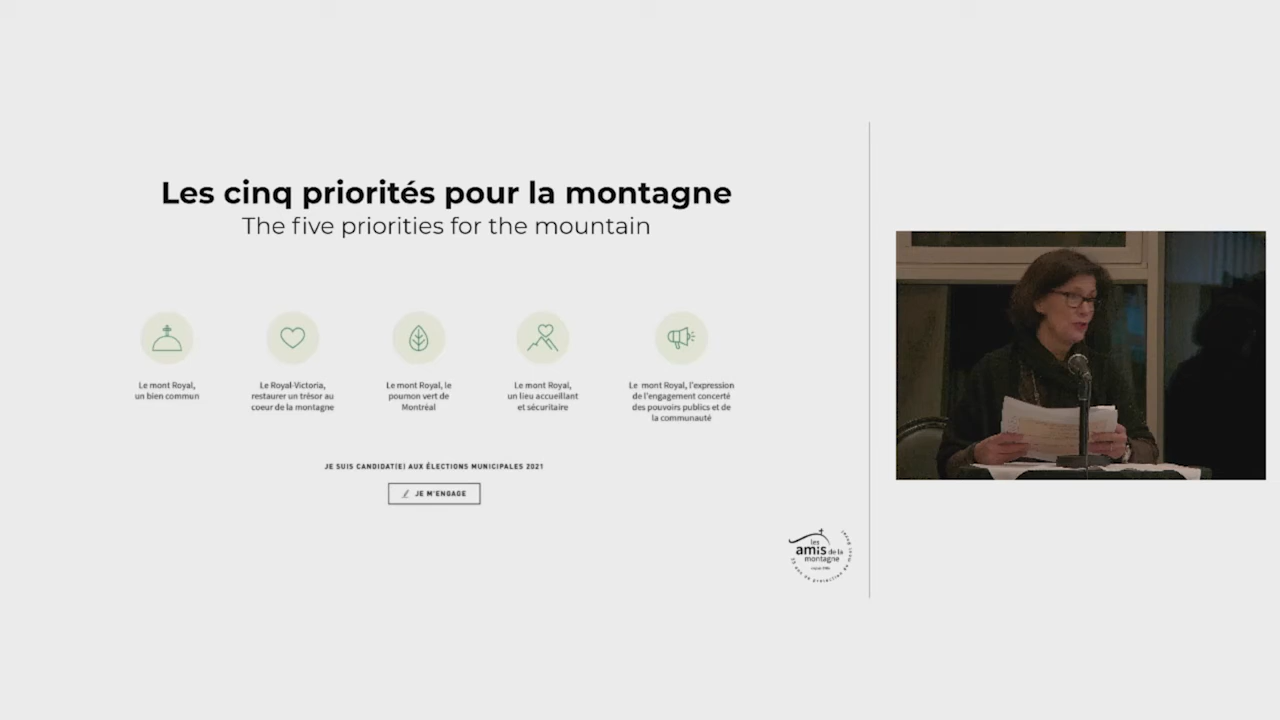 Les cinq priorités pour la montagne
The five priorities for the mountain
Le mont Royal,
un bien commun
Le Royal-Victoria,
restaurer un trésor au
coeur de la montagne
Le mont Royal, le
poumon vert de
Montréal
Le mont Royal,
un lieu accueillant
et sécuritaire
Le mont Royal, l'expression
de l'engagement concerté
des pouvoirs publics et de
la communauté
JE SUIS CANDIDAT(E) AUX ÉLECTIONS MUNICIPALES 2021
JE M'ENGAGE
les
amis de la
montagne